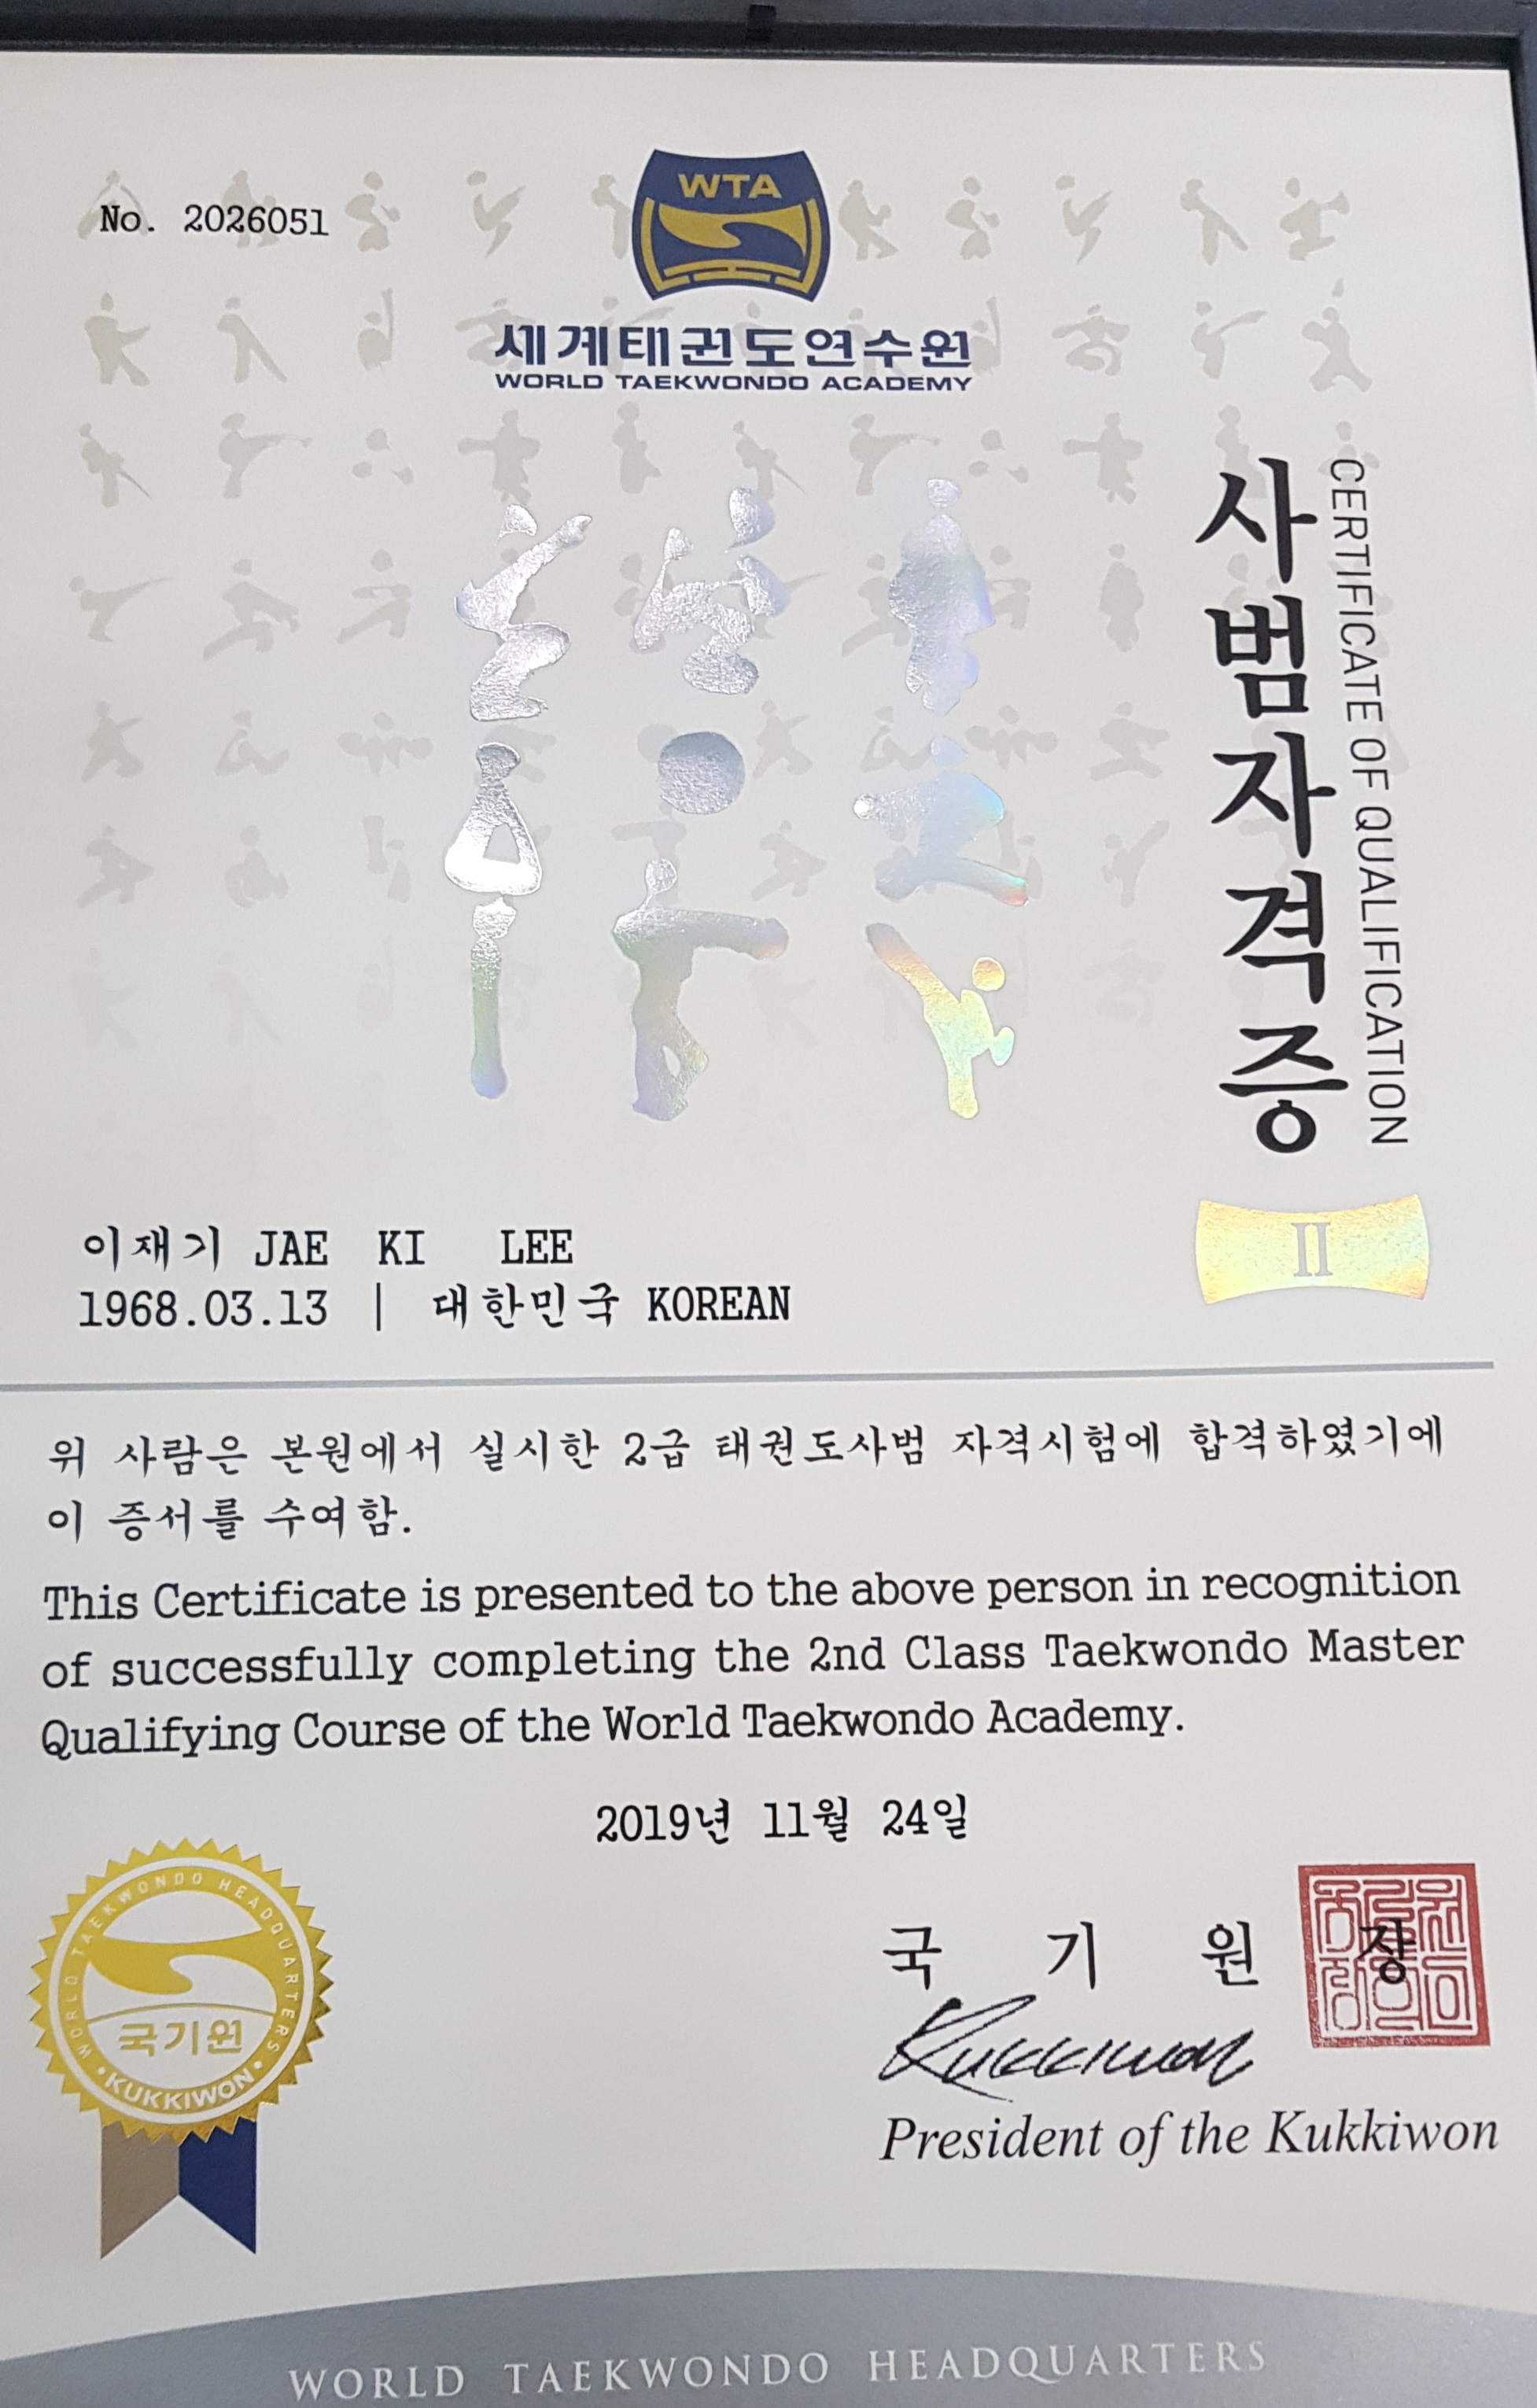 No. 2026051
WTA
세계태권도연수원
WORLD TAEKWONDO ACADEMY
사범자격증
CERTIFICATE OF QUALIFICATION
II
이재기 JAE KI LEE
1968.03.13 | 대한민국 KOREAN
위 사람은 본원에서 실시한 2급 태권도사범 자격시험에 합격하였기에
이 증서를 수여함.
This Certificate is presented to the above person in recognition
of successfully completing the 2nd Class Taekwondo Master
Qualifying Course of the World Taekwondo Academy.
2019년 11월 24일
WORLD TAEKWONDO HEADQUARTERS
국기원
KUKKIWON
국 기 원 장
Kukkiwon
President of the Kukkiwon
WORLD TAEKWONDO HEADQUARTERS